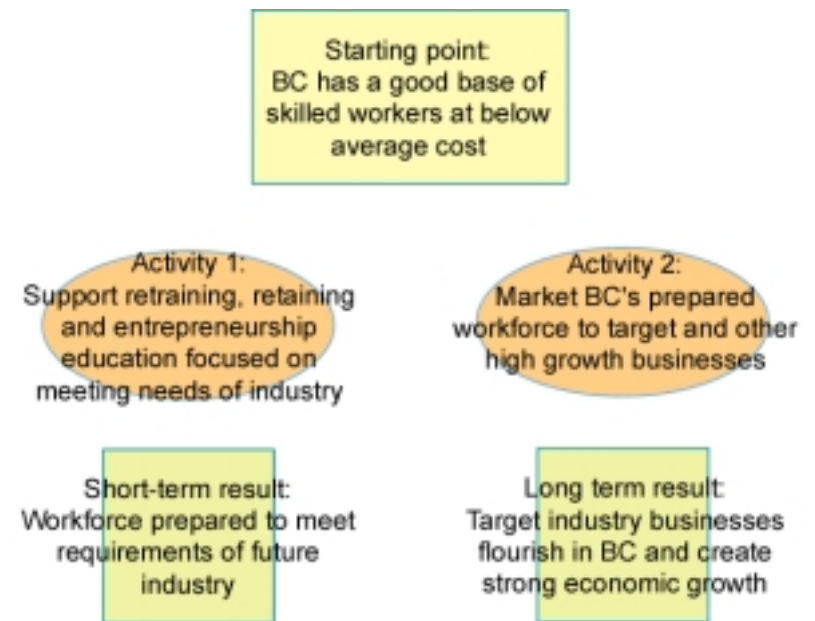 Starting point:
BC has a good base of
skilled workers at below
average cost
Activity 1:
Support retraining, retaining
and entrepreneurship
education focused on
meeting needs of industry
Activity 2:
Market BC's prepared
workforce to target and other
high growth businesses
Short-term result:
Workforce prepared to meet
requirements of future
industry
Long term result:
Target industry businesses
flourish in BC and create
strong economic growth